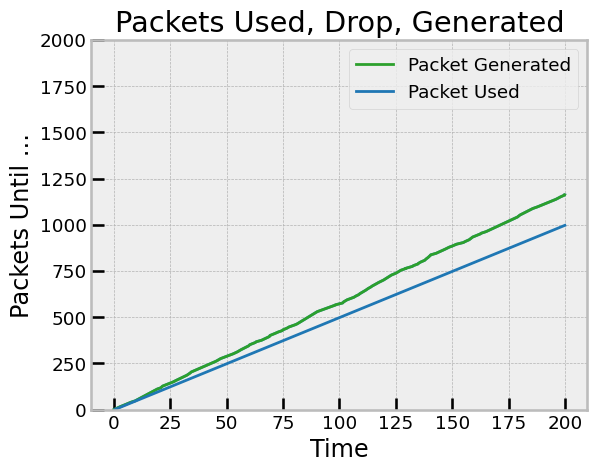 Packets Used, Drop, Generated
2000
1750
1500
1250
1000
750
500
250
0
Packets Until ...
Packet Generated
Packet Used
0 25 50 75 100 125 150 175 200
Time